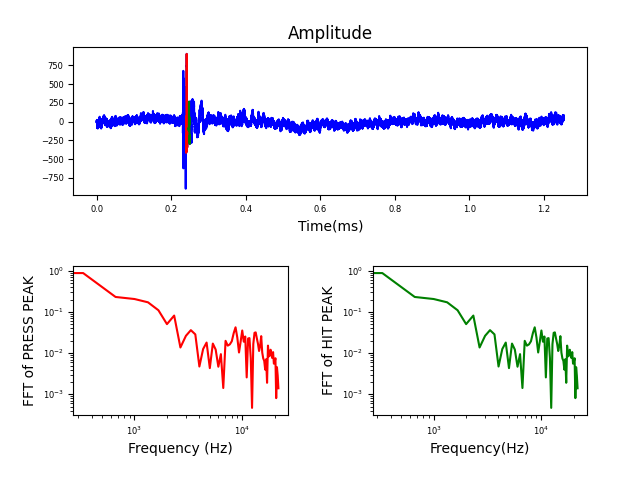 Amplitude
750
500
250
0
−250
−500
−750
0.0 0.2 0.4 0.6 0.8 1.0 1.2
Time(ms)
FFT of PRESS PEAK
10⁰
10⁻¹
10⁻²
10⁻³
10³ 10⁴
Frequency (Hz)
FFT of HIT PEAK
10⁰
10⁻¹
10⁻²
10⁻³
10³ 10⁴
Frequency(Hz)